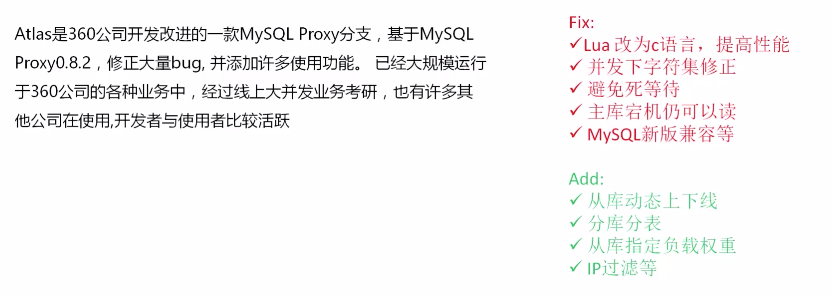 Atlas是360公司开发改进的一款MySQL Proxy分支，基于MySQL
Proxy0.8.2，修正大量bug, 并添加许多使用功能。 已经大规模运行
于360公司的各种业务中，经过线上大并发业务考研，也有许多其
他公司在使用,开发者与使用者比较活跃
Fix:
✓Lua 改为c语言，提高性能
✓ 并发下字符集修正
✓ 避免死等待
✓ 主库宕机仍可以读
✓ MySQL新版兼容等
Add:
✓ 从库动态上下线
✓ 分库分表
✓ 从库指定负载权重
✓ IP过滤等